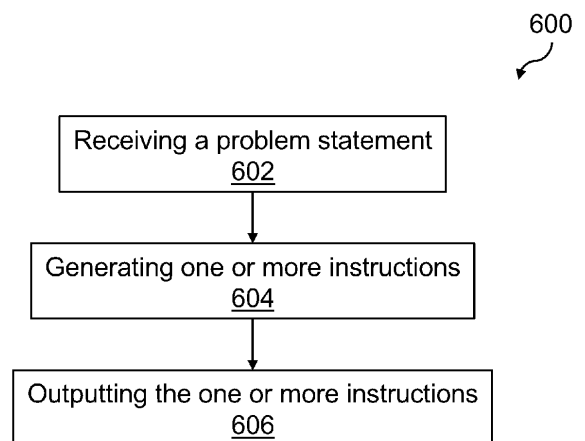 600
Receiving a problem statement
602
Generating one or more instructions
604
Outputting the one or more instructions
606